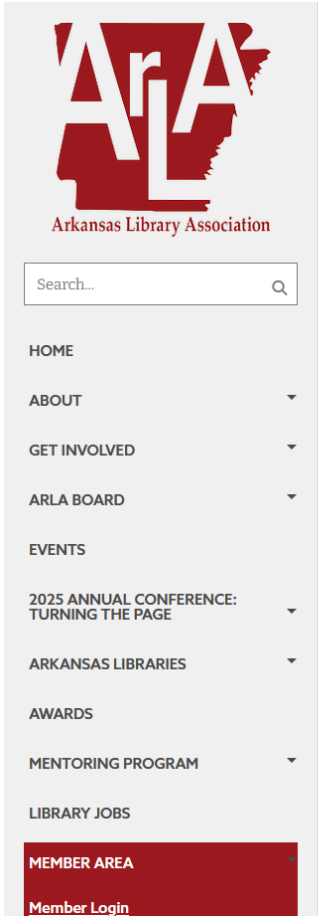 ArLA
Arkansas Library Association
Search...
HOME
ABOUT
GET INVOLVED
ARLA BOARD
EVENTS
2025 ANNUAL CONFERENCE:
TURNING THE PAGE
ARKANSAS LIBRARIES
AWARDS
MENTORING PROGRAM
LIBRARY JOBS
MEMBER AREA
Member Login